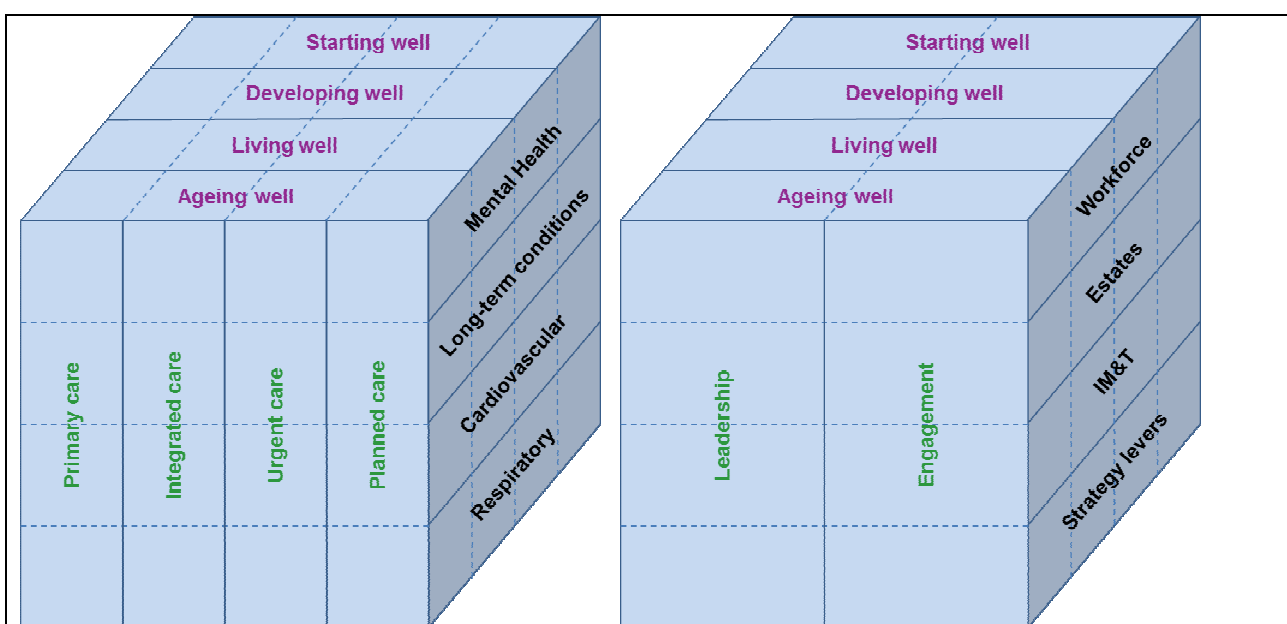 Starting well
Developing well
Living well
Ageing well
Mental Health
Long-term conditions
Cardiovascular
Respiratory
Primary care
Integrated care
Urgent care
Planned care
Starting well
Developing well
Living well
Ageing well
Workforce
Estates
IM&T
Strategy levers
Leadership
Engagement